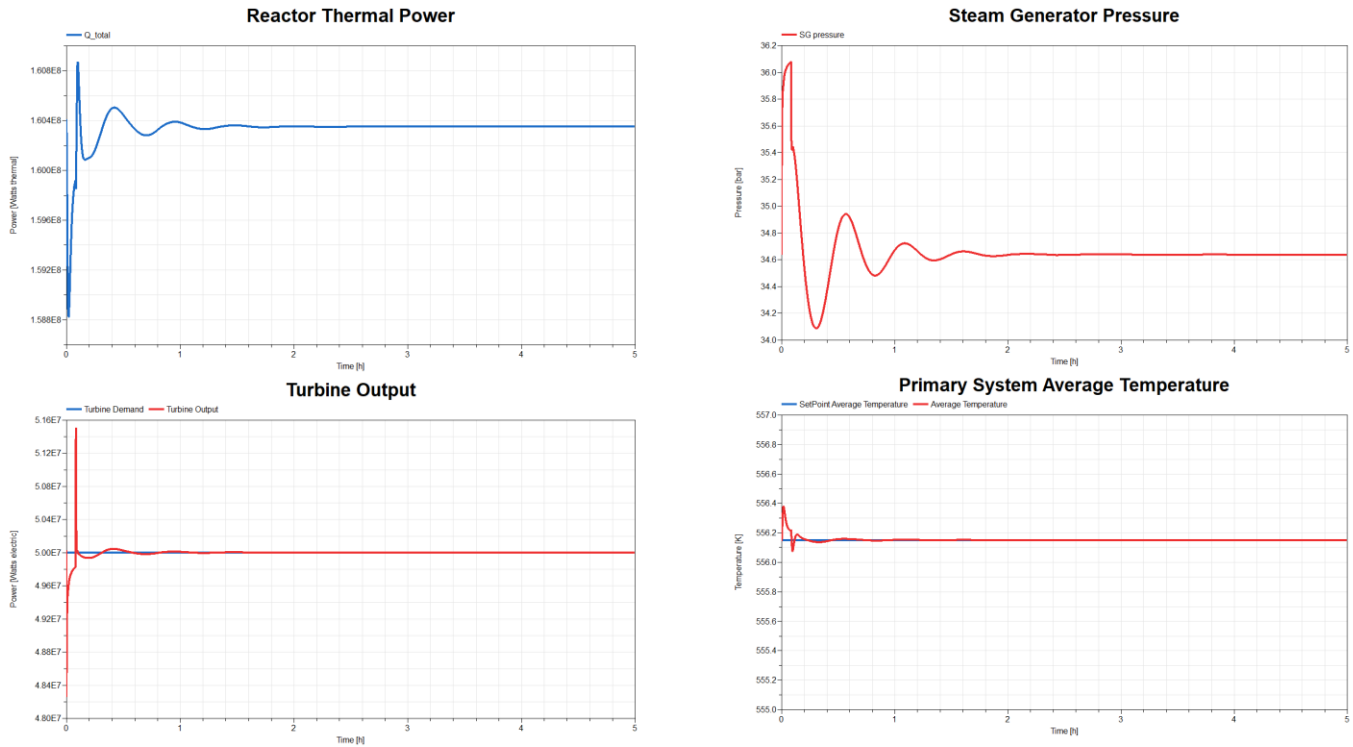 Reactor Thermal Power
Q_total
1.608E8
1.604E8
1.600E8
1.596E8
1.592E8
1.588E8
Power [Watts thermal]
0 1 2 3 4 5
Time [h]
Steam Generator Pressure
SG pressure
36.2
36.0
35.8
35.6
35.4
35.2
35.0
34.8
34.6
34.4
34.2
34.0
Pressure [bar]
0 1 2 3 4 5
Time [h]
Turbine Output
Turbine Demand Turbine Output
5.16E7
5.12E7
5.08E7
5.04E7
5.00E7
4.96E7
4.92E7
4.88E7
4.84E7
4.80E7
Power [Watts electric]
0 1 2 3 4 5
Time [h]
Primary System Average Temperature
SetPoint Average Temperature Average Temperature
557.0
556.8
556.6
556.4
556.2
556.0
555.8
555.6
555.4
555.2
555.0
Temperature [K]
0 1 2 3 4 5
Time [h]